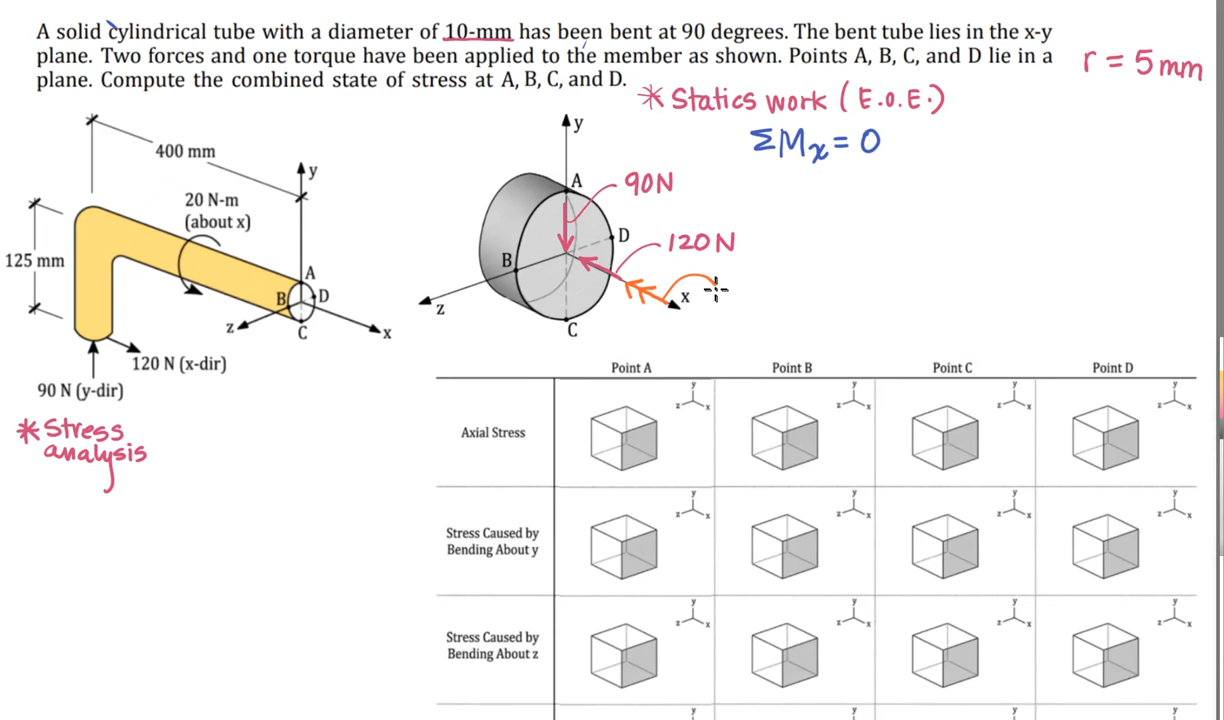 A solid cylindrical tube with a diameter of 10-mm has been bent at 90 degrees. The bent tube lies in the x-y
plane. Two forces and one torque have been applied to the member as shown. Points A, B, C, and D lie in a
plane. Compute the combined state of stress at A, B, C, and D.
r = 5mm
* Statics work (E.O.E.)
ΣMx = 0
400 mm
y
20 N-m
(about x)
125 mm
A
B
D
z
C
x
120 N (x-dir)
90 N (y-dir)
* Stress
analysis
y
A
90N
D
120N
B
x
z
C
Point A
Point B
Point C
Point D
Axial Stress
y
z
x
y
z
x
y
z
x
y
z
x
Stress Caused by
Bending About y
y
z
x
y
z
x
y
z
x
y
z
x
Stress Caused by
Bending About z
y
z
x
y
z
x
y
z
x
y
z
x
y
y
y
y